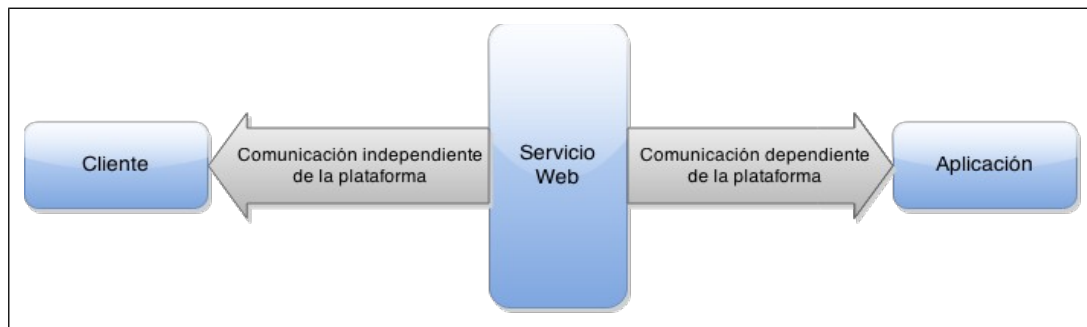 Cliente
Comunicación independiente
de la plataforma
Servicio
Web
Comunicación dependiente
de la plataforma
Aplicación